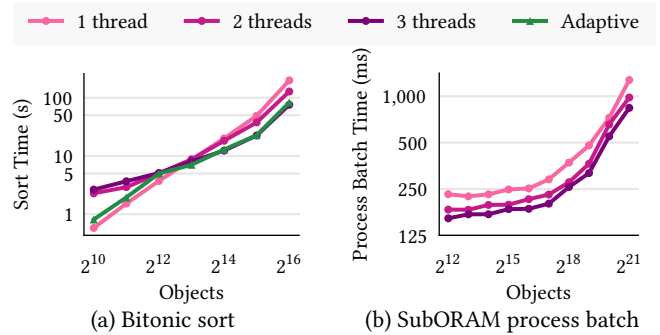 1 thread 2 threads 3 threads Adaptive
Sort Time (s)
100
50
10
5
1
2^10 2^12 2^14 2^16
Objects
(a) Bitonic sort
Process Batch Time (ms)
1,000
500
250
125
2^12 2^15 2^18 2^21
Objects
(b) SubORAM process batch